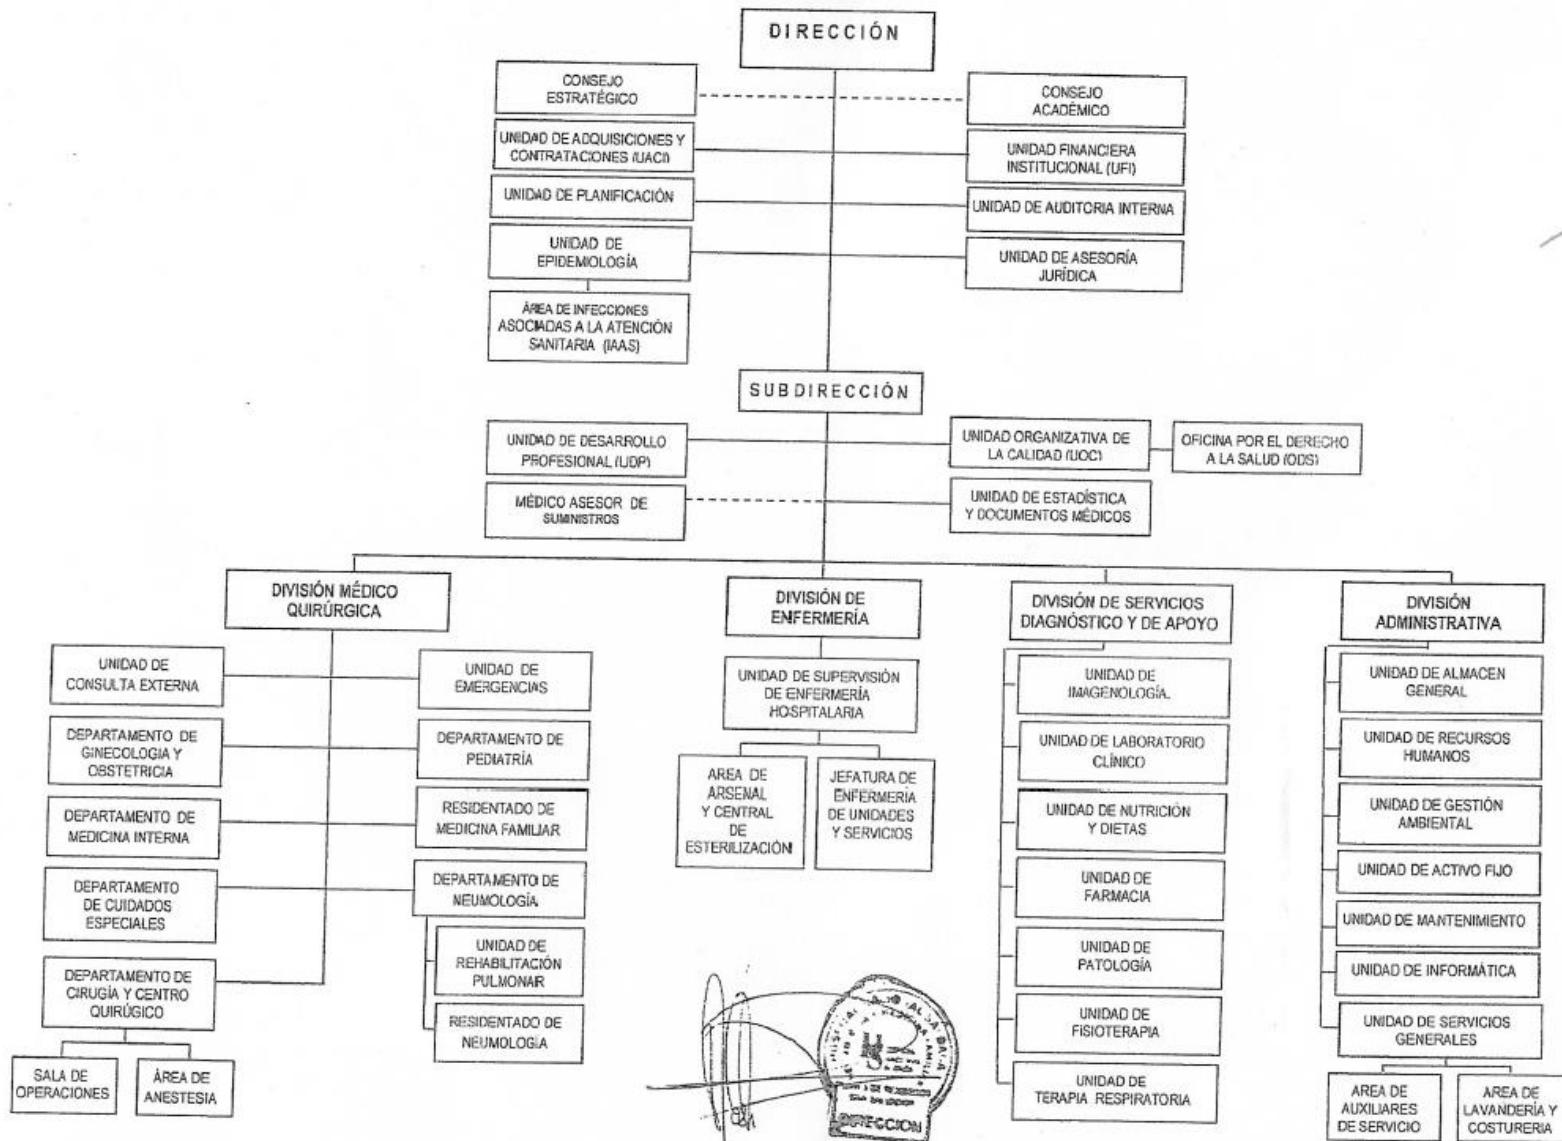 DIRECCIÓN
CONSEJO
ESTRATÉGICO
CONSEJO
ACADÉMICO
UNIDAD DE ADQUISICIONES Y
CONTRATACIONES (UACI)
UNIDAD FINANCIERA
INSTITUCIONAL (UFI)
UNIDAD DE PLANIFICACIÓN
UNIDAD DE AUDITORIA INTERNA
UNIDAD DE
EPIDEMIOLOGÍA
UNIDAD DE ASESORÍA
JURÍDICA
ÁREA DE INFECCIONES
ASOCIADAS A LA ATENCIÓN
SANITARIA (IAAS)
SUBDIRECCIÓN
UNIDAD DE DESARROLLO
PROFESIONAL (UDP)
UNIDAD ORGANIZATIVA DE
LA CALIDAD (UOC)
OFICINA POR EL DERECHO
A LA SALUD (ODS)
MÉDICO ASESOR DE
SUMINISTROS
UNIDAD DE ESTADÍSTICA
Y DOCUMENTOS MÉDICOS
DIVISIÓN MÉDICO
QUIRÚRGICA
DIVISIÓN DE
ENFERMERÍA
DIVISIÓN DE SERVICIOS
DIAGNÓSTICO Y DE APOYO
DIVISIÓN
ADMINISTRATIVA
UNIDAD DE
CONSULTA EXTERNA
UNIDAD DE
EMERGENCIAS
DEPARTAMENTO DE
GINECOLOGIA Y
OBSTETRICIA
DEPARTAMENTO DE
PEDIATRÍA
DEPARTAMENTO DE
MEDICINA INTERNA
RESIDENTADO DE
MEDICINA FAMILIAR
DEPARTAMENTO
DE CUIDADOS
ESPECIALES
DEPARTAMENTO DE
NEUMOLOGÍA
UNIDAD DE
REHABILITACIÓN
PULMONAR
RESIDENTADO DE
NEUMOLOGÍA
DEPARTAMENTO DE
CIRUGÍA Y CENTRO
QUIRÚGICO
SALA DE
OPERACIONES
ÁREA DE
ANESTESIA
UNIDAD DE SUPERVISIÓN
DE ENFERMERÍA
HOSPITALARIA
AREA DE
ARSENAL
Y CENTRAL
DE
ESTERILIZACIÓN
JEFATURA DE
ENFERMERÍA
DE UNIDADES
Y SERVICIOS
UNIDAD DE
IMAGENOLOGÍA.
UNIDAD DE LABORATORIO
CLÍNICO
UNIDAD DE NUTRICIÓN
Y DIETAS
UNIDAD DE
FARMACIA
UNIDAD DE
PATOLOGÍA
UNIDAD DE
FISIOTERAPIA
UNIDAD DE
TERAPIA RESPIRATORIA
UNIDAD DE ALMACEN
GENERAL
UNIDAD DE RECURSOS
HUMANOS
UNIDAD DE GESTIÓN
AMBIENTAL
UNIDAD DE ACTIVO FIJO
UNIDAD DE MANTENIMIENTO
UNIDAD DE INFORMÁTICA
UNIDAD DE SERVICIOS
GENERALES
AREA DE
AUXILIARES
DE SERVICIO
AREA DE
LAVANDERÍA Y
COSTURERIA
DIRECCION